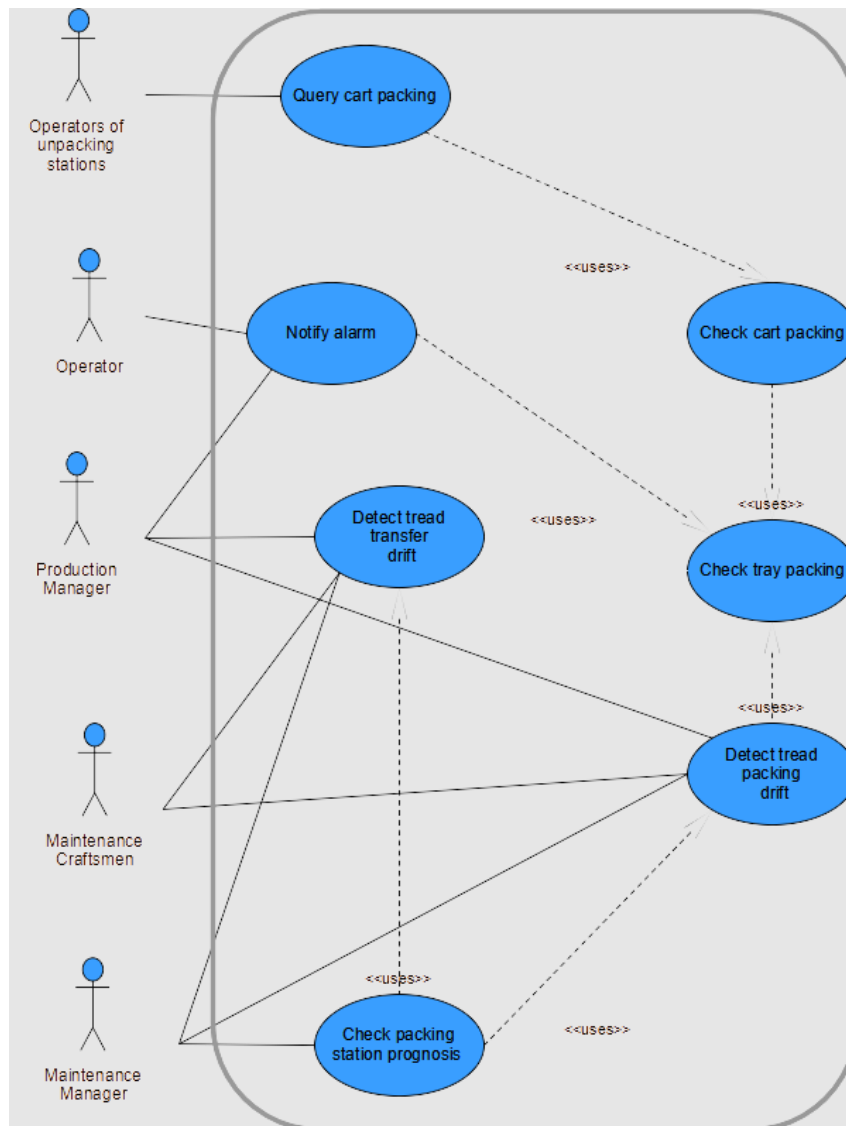 Query cart packing
Operators of
unpacking
stations
<<uses>>
Notify alarm
Check cart packing
Operator
<<uses>>
Detect tread
transfer
drift
<<uses>>
Production
Manager
Check tray packing
<<uses>>
Detect tread
packing
drift
Maintenance
Craftsmen
<<uses>>
Check packing
station prognosis
<<uses>>
Maintenance
Manager